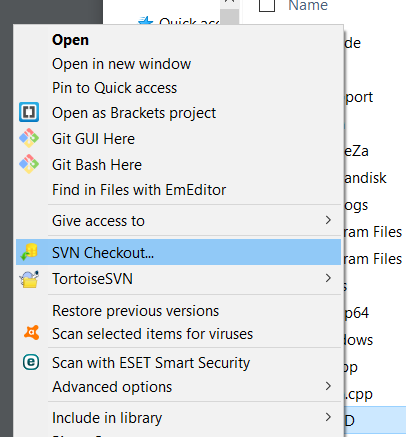 Quick acc
Name
Open
Open in new window
Pin to Quick access
Open as Brackets project
Git GUI Here
Git Bash Here
Find in Files with EmEditor
Give access to
SVN Checkout...
TortoiseSVN
Restore previous versions
Scan selected items for viruses
Scan with ESET Smart Security
Advanced options
Include in library
de
port
eZa
andisk
ogs
ram Files
ram Files
s
p64
dows
pp
.cpp
D